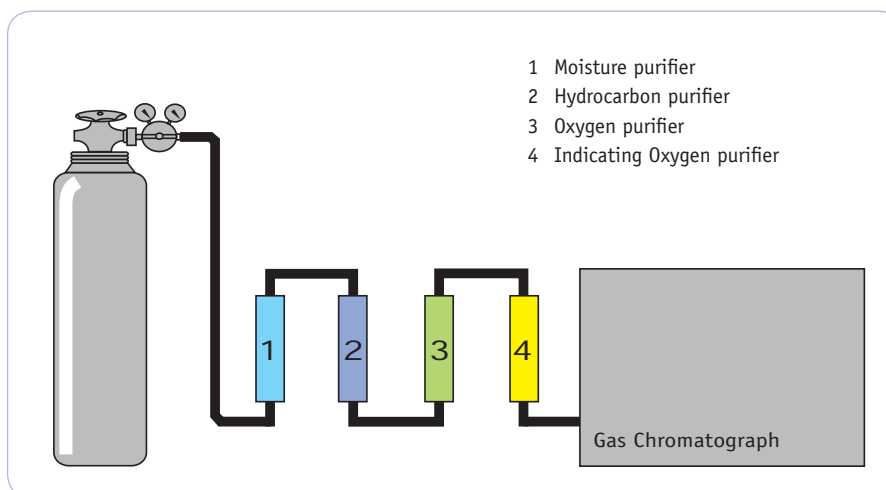 1 Moisture purifier
2 Hydrocarbon purifier
3 Oxygen purifier
4 Indicating Oxygen purifier
1 2 3 4
Gas Chromatograph